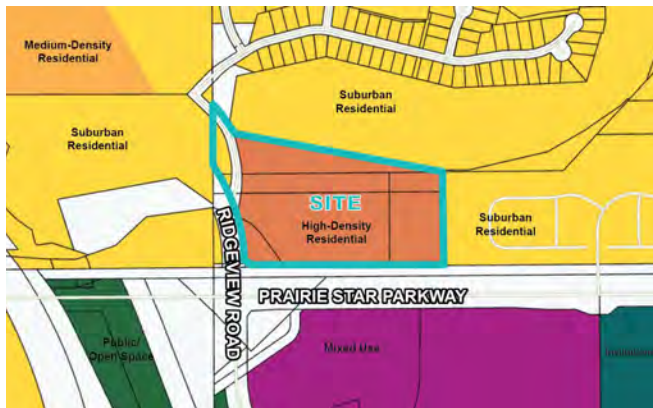 Medium-Density
Residential
Suburban
Residential
Suburban
Residential
SITE
High-Density
Residential
Suburban
Residential
RIDGEVIEW ROAD
PRAIRIE STAR PARKWAY
Public/
Open Space
Mixed Use